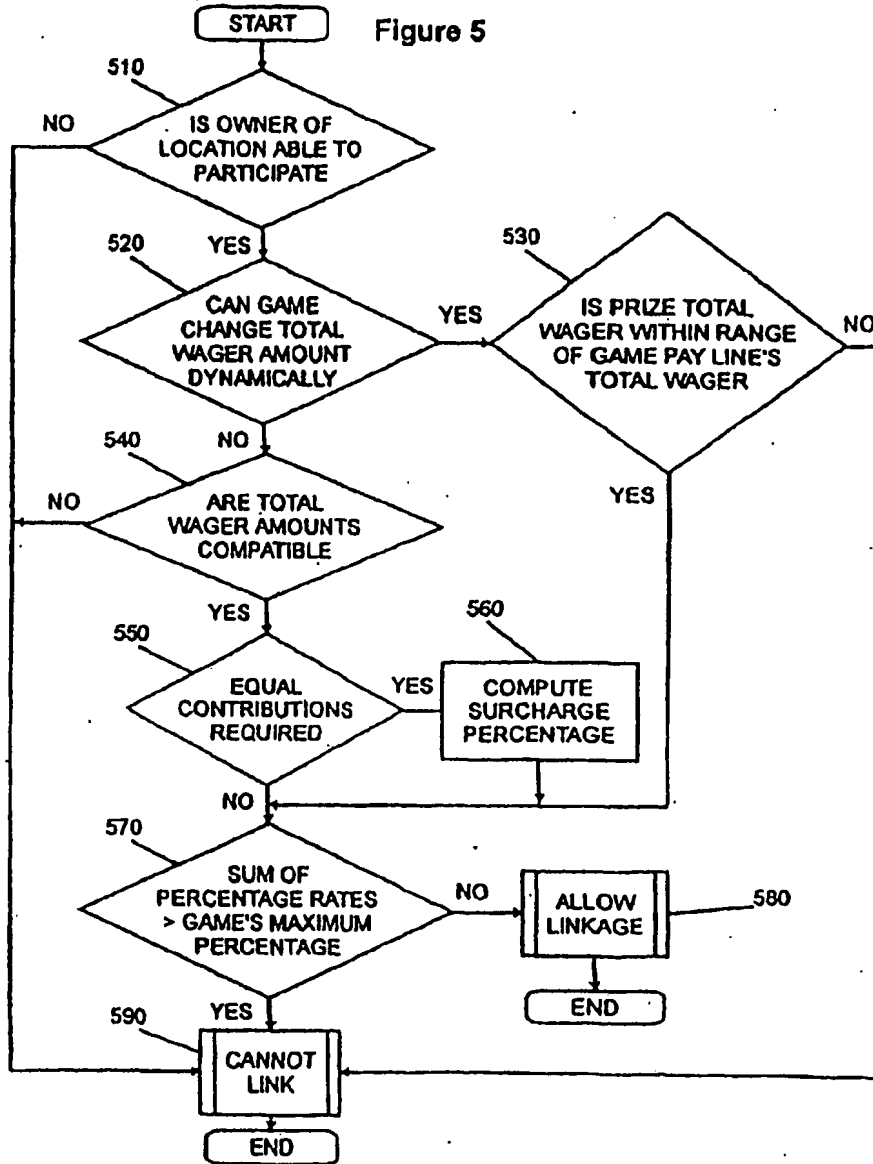 START
Figure 5
510
NO
IS OWNER OF
LOCATION ABLE TO
PARTICIPATE
YES
520
CAN GAME
CHANGE TOTAL
WAGER AMOUNT
DYNAMICALLY
YES
530
IS PRIZE TOTAL
WAGER WITHIN RANGE
OF GAME PAY LINE'S
TOTAL WAGER
NO
YES
NO
540
NO
ARE TOTAL
WAGER AMOUNTS
COMPATIBLE
YES
550
EQUAL
CONTRIBUTIONS
REQUIRED
YES
560
COMPUTE
SURCHARGE
PERCENTAGE
NO
570
SUM OF
PERCENTAGE RATES
> GAME'S MAXIMUM
PERCENTAGE
NO
ALLOW
LINKAGE
580
END
YES
590
CANNOT
LINK
END